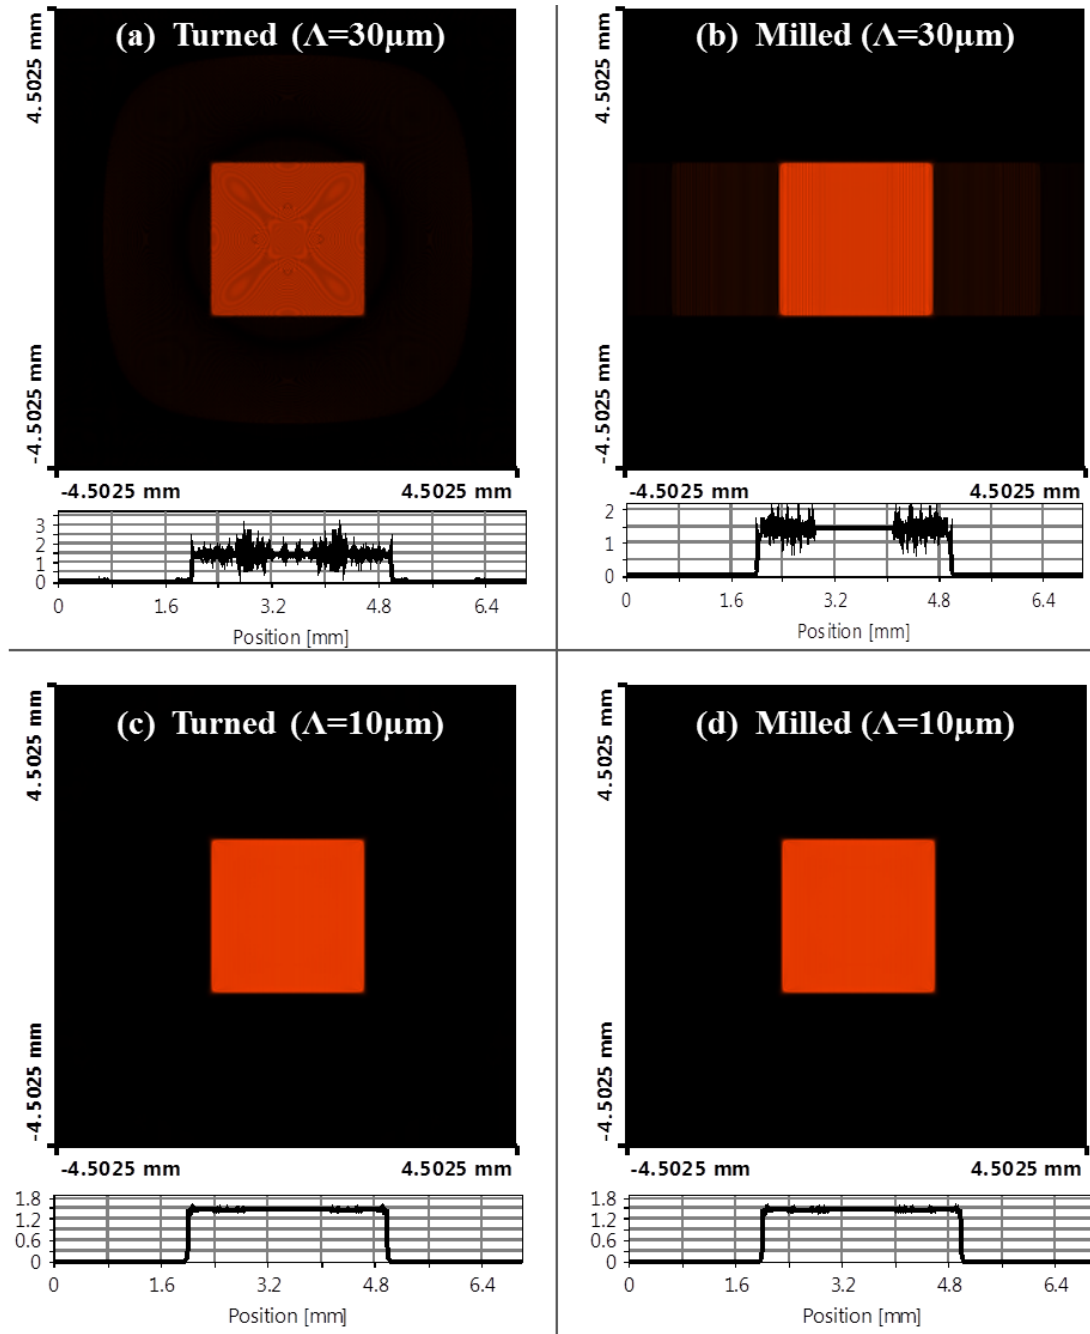 (a) Turned (Λ=30μm)
4.5025 mm
-4.5025 mm
-4.5025 mm 4.5025 mm
3
2
1
0
0 1.6 3.2 4.8 6.4
Position [mm]
(b) Milled (Λ=30μm)
4.5025 mm
-4.5025 mm
-4.5025 mm 4.5025 mm
2
1
0
0 1.6 3.2 4.8 6.4
Position [mm]
(c) Turned (Λ=10μm)
4.5025 mm
-4.5025 mm
-4.5025 mm 4.5025 mm
1.8
1.2
0.6
0
0 1.6 3.2 4.8 6.4
Position [mm]
(d) Milled (Λ=10μm)
4.5025 mm
-4.5025 mm
-4.5025 mm 4.5025 mm
1.8
1.2
0.6
0
0 1.6 3.2 4.8 6.4
Position [mm]